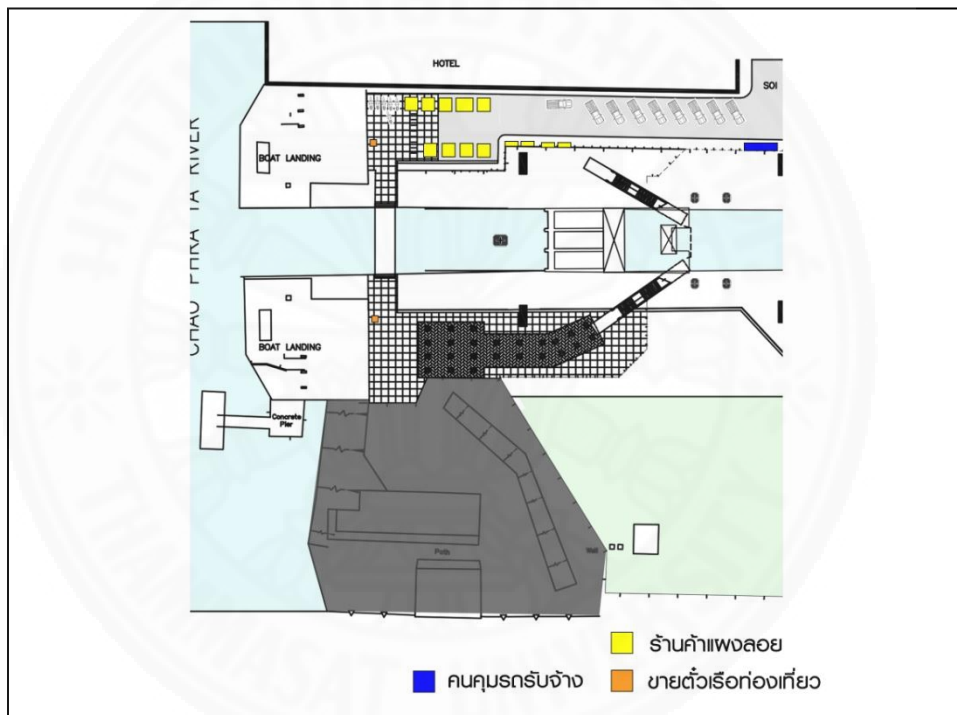 HOTEL
SOI
CHAO PHRA TA RIVER
BOAT LANDING
BOAT LANDING
Concrete
Pier
Path
Wall
ร้านค้าแผงลอย
คนคุมรถรับจ้าง
ขายตั๋วเรือท่องเที่ยว